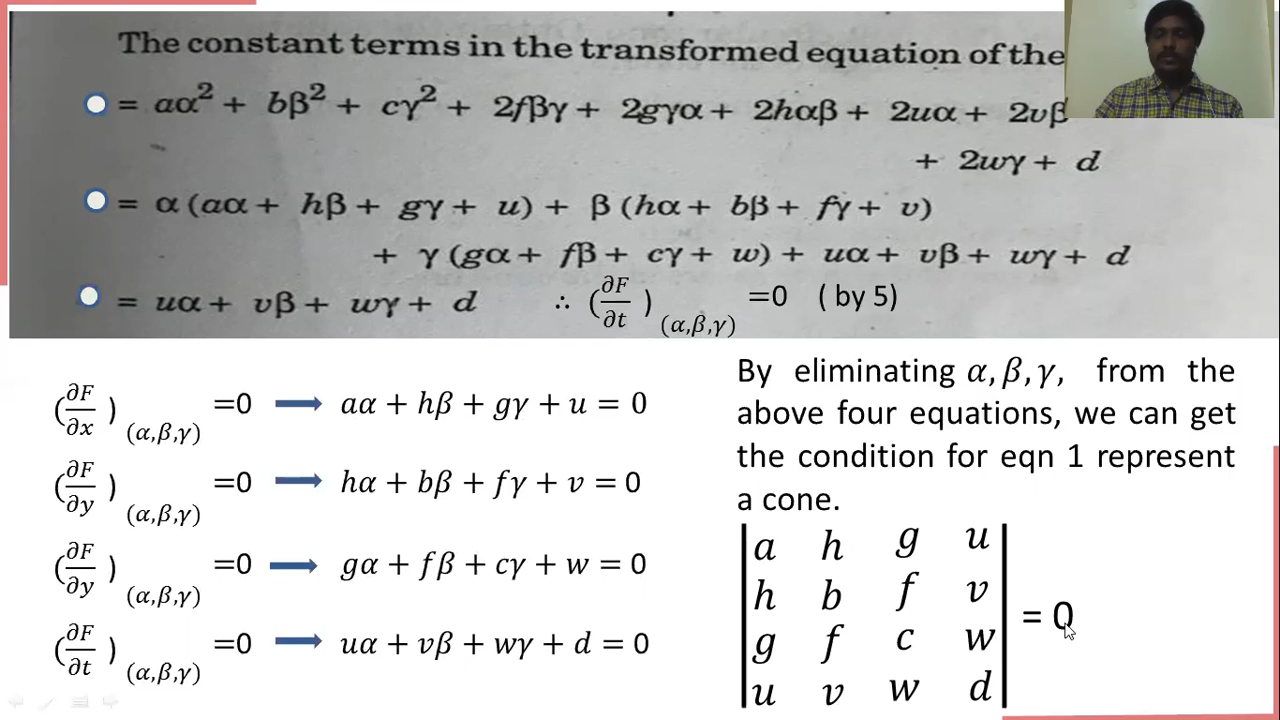 The constant terms in the transformed equation of the
= aα² + bβ² + cγ² + 2fβγ + 2gγα + 2hαβ + 2uα + 2vβ
+ 2wγ + d
= α (aα + hβ + gγ + u) + β (hα + bβ + fγ + v)
+ γ (gα + fβ + cγ + w) + uα + vβ + wγ + d
= uα + vβ + wγ + d ∴ (∂F/∂t)(α,β,γ) =0 ( by 5)
(∂F/∂x)(α,β,γ) =0 → aα + hβ + gγ + u = 0
(∂F/∂y)(α,β,γ) =0 → hα + bβ + fγ + v = 0
(∂F/∂y)(α,β,γ) =0 → gα + fβ + cγ + w = 0
(∂F/∂t)(α,β,γ) =0 → uα + vβ + wγ + d = 0
By eliminating α, β, γ, from the
above four equations, we can get
the condition for eqn 1 represent
a cone.
| a h g u |
| h b f v |
| g f c w | = 0
| u v w d |